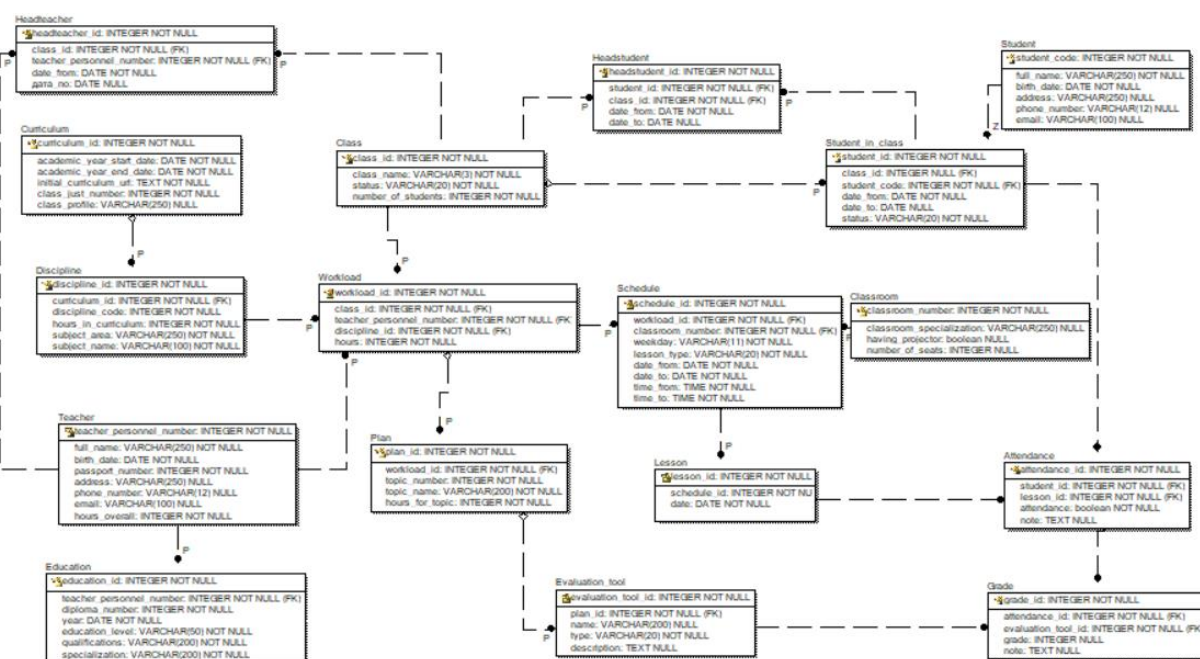 Headteacher
headteacher_id: INTEGER NOT NULL
class_id: INTEGER NOT NULL (FK)
teacher_personnel_number: INTEGER NOT NULL (FK)
date_from: DATE NOT NULL
дата_по: DATE NULL
P
P
Headstudent
headstudent_id: INTEGER NOT NULL
student_id: INTEGER NOT NULL (FK)
class_id: INTEGER NOT NULL (FK)
date_from: DATE NOT NULL
date_to: DATE NULL
P
P
Student
student_code: INTEGER NOT NULL
full_name: VARCHAR(250) NOT NULL
birth_date: DATE NOT NULL
address: VARCHAR(250) NULL
phone_number: VARCHAR(12) NULL
email: VARCHAR(100) NULL
Z
Curriculum
curriculum_id: INTEGER NOT NULL
academic_year_start_date: DATE NOT NULL
academic_year_end_date: DATE NOT NULL
initial_curriculum_url: TEXT NOT NULL
class_just_number: INTEGER NOT NULL
class_profile: VARCHAR(250) NULL
P
Class
class_id: INTEGER NOT NULL
class_name: VARCHAR(3) NOT NULL
status: VARCHAR(20) NOT NULL
number_of_students: INTEGER NOT NULL
P
Student_in_class
student_id: INTEGER NOT NULL
class_id: INTEGER NULL (FK)
student_code: INTEGER NOT NULL (FK)
date_from: DATE NOT NULL
date_to: DATE NULL
status: VARCHAR(20) NOT NULL
P
Discipline
discipline_id: INTEGER NOT NULL
curriculum_id: INTEGER NOT NULL (FK)
discipline_code: INTEGER NOT NULL
hours_in_curriculum: INTEGER NOT NULL
subject_area: VARCHAR(250) NOT NULL
subject_name: VARCHAR(100) NOT NULL
P
Workload
workload_id: INTEGER NOT NULL
class_id: INTEGER NOT NULL (FK)
teacher_personnel_number: INTEGER NOT NULL (FK
discipline_id: INTEGER NOT NULL (FK)
hours: INTEGER NOT NULL
P
P
Schedule
schedule_id: INTEGER NOT NULL
workload_id: INTEGER NOT NULL (FK)
classroom_number: INTEGER NOT NULL (FK)
weekday: VARCHAR(11) NOT NULL
lesson_type: VARCHAR(20) NOT NULL
date_from: DATE NOT NULL
date_to: DATE NOT NULL
time_from: TIME NOT NULL
time_to: TIME NOT NULL
P
Classroom
classroom_number: INTEGER NOT NULL
classroom_specialization: VARCHAR(250) NULL
having_projector: boolean NULL
number_of_seats: INTEGER NULL
P
Teacher
teacher_personnel_number: INTEGER NOT NULL
full_name: VARCHAR(250) NOT NULL
birth_date: DATE NOT NULL
passport_number: INTEGER NOT NULL
address: VARCHAR(250) NULL
phone_number: VARCHAR(12) NULL
email: VARCHAR(100) NULL
hours_overall: INTEGER NOT NULL
P
Plan
plan_id: INTEGER NOT NULL
workload_id: INTEGER NOT NULL (FK)
topic_number: INTEGER NOT NULL
topic_name: VARCHAR(200) NOT NULL
hours_for_topic: INTEGER NOT NULL
P
Lesson
lesson_id: INTEGER NOT NULL
schedule_id: INTEGER NOT NU
date: DATE NOT NULL
P
Attendance
attendance_id: INTEGER NOT NULL
student_id: INTEGER NOT NULL (FK)
lesson_id: INTEGER NOT NULL (FK)
attendance: boolean NOT NULL
note: TEXT NULL
Education
education_id: INTEGER NOT NULL
teacher_personnel_number: INTEGER NOT NULL (FK)
diploma_number: INTEGER NOT NULL
year: DATE NOT NULL
education_level: VARCHAR(50) NOT NULL
qualifications: VARCHAR(200) NOT NULL
specialization: VARCHAR(200) NOT NULL
Evaluation_tool
evaluation_tool_id: INTEGER NOT NULL
plan_id: INTEGER NOT NULL (FK)
name: VARCHAR(200) NULL
type: VARCHAR(20) NOT NULL
description: TEXT NULL
P
Grade
grade_id: INTEGER NOT NULL
attendance_id: INTEGER NOT NULL (FK)
evaluation_tool_id: INTEGER NOT NULL (FK
grade: INTEGER NULL
note: TEXT NULL